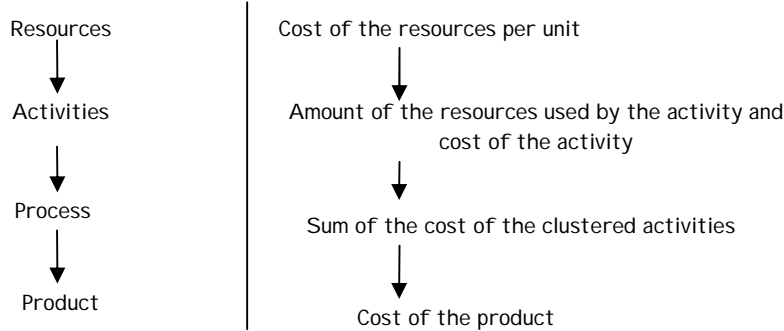 Resources
Cost of the resources per unit
Activities
Amount of the resources used by the activity and
cost of the activity
Process
Sum of the cost of the clustered activities
Product
Cost of the product